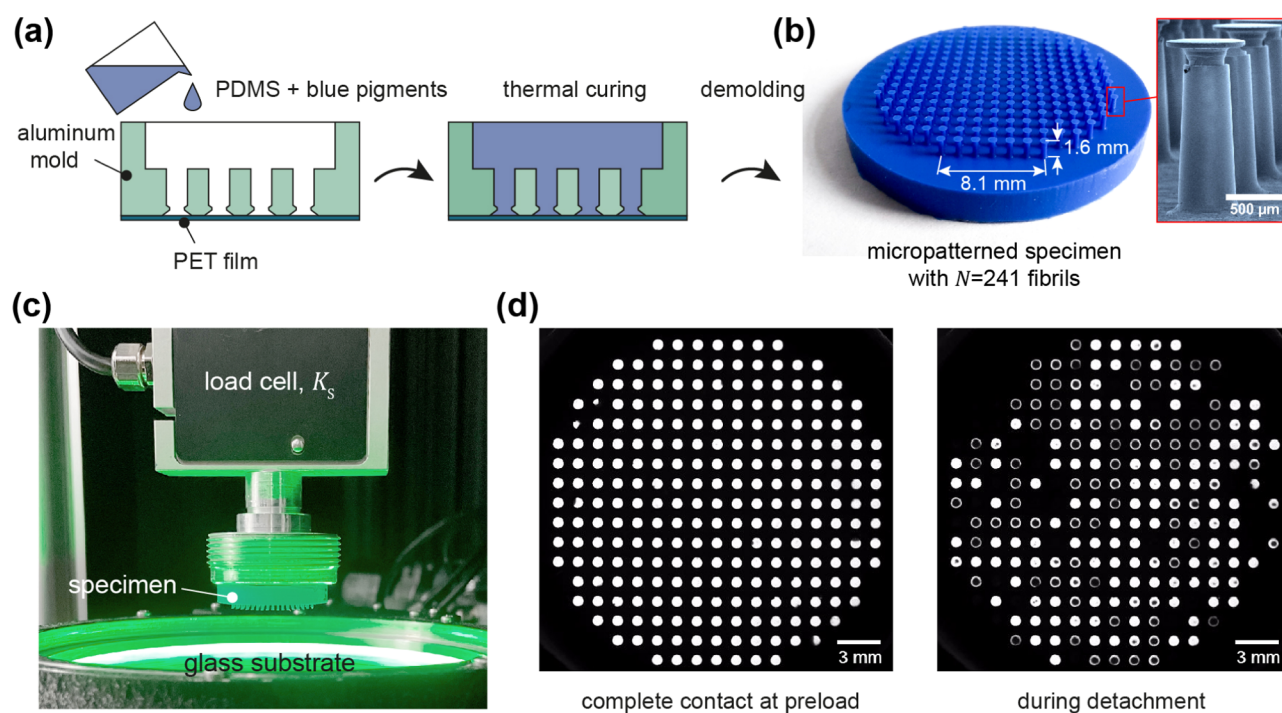 (a)
PDMS + blue pigments
thermal curing
demolding
aluminum
mold
PET film
(b)
1.6 mm
8.1 mm
500 µm
micropatterned specimen
with N=241 fibrils
(c)
load cell, Kₛ
specimen
glass substrate
(d)
3 mm
3 mm
complete contact at preload
during detachment